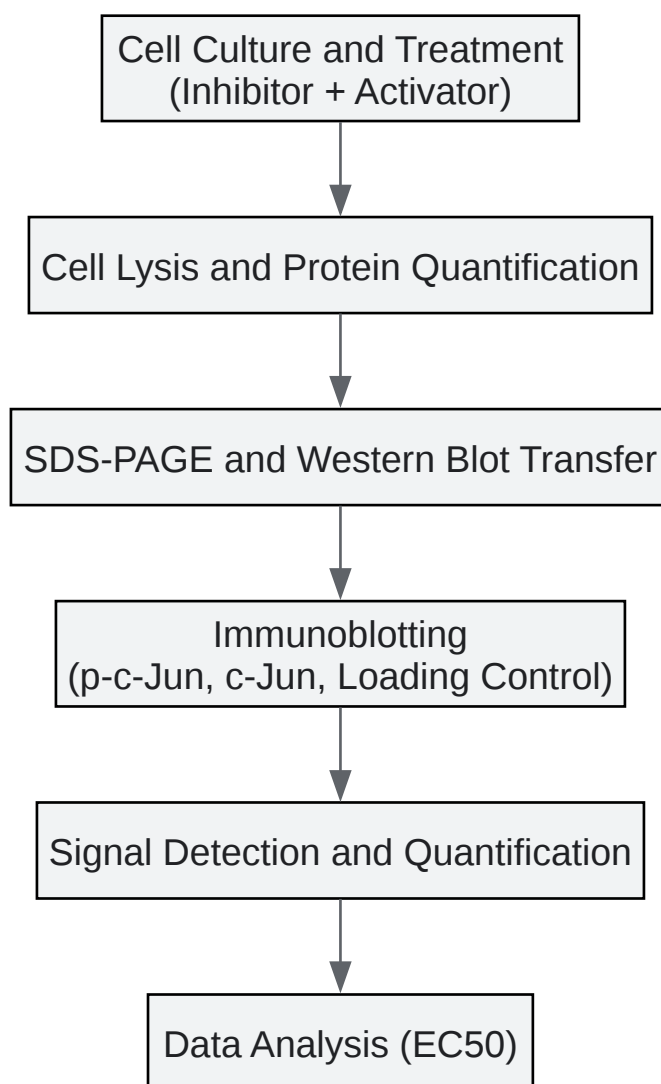 Cell Culture and Treatment
(Inhibitor + Activator)
Cell Lysis and Protein Quantification
SDS-PAGE and Western Blot Transfer
Immunoblotting
(p-c-Jun, c-Jun, Loading Control)
Signal Detection and Quantification
Data Analysis (EC50)